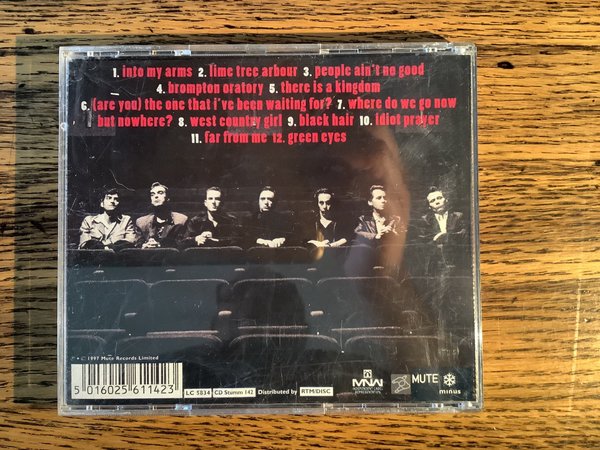 1. into my arms 2. lime tree arbour 3. people ain't no good
4. brompton oratory 5. there is a kingdom
6. (are you) the one that i've been waiting for? 7. where do we go now
but nowhere? 8. west country girl 9. black hair 10. idiot prayer
11. far from me 12. green eyes
℗ © 1997 Mute Records Limited
5 016025 611423
LC 5834 CD Stumm 142 Distributed by RTM/DISC
MNW
MUTE
minus